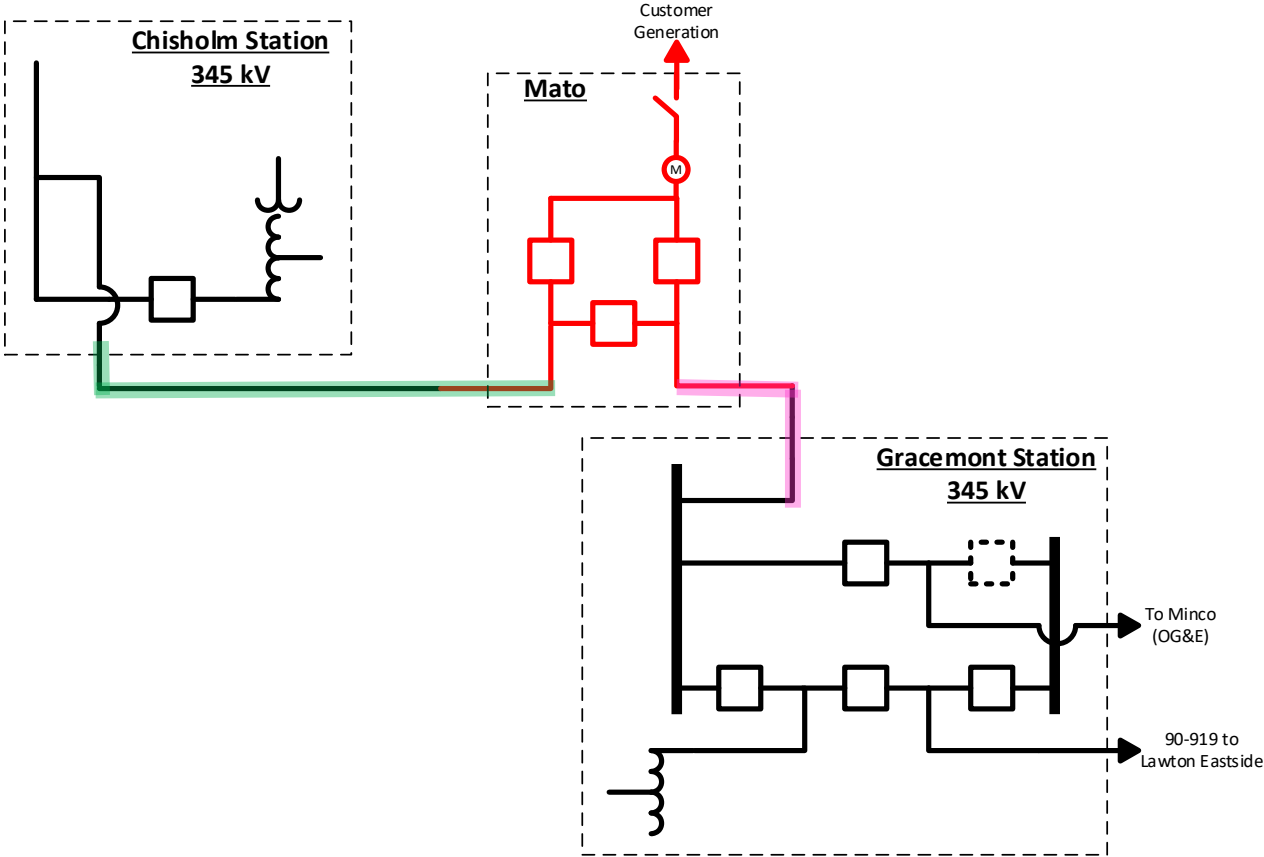 Customer
Generation
Chisholm Station
345 kV
Mato
M
Gracemont Station
345 kV
To Minco
(OG&E)
90-919 to
Lawton Eastside